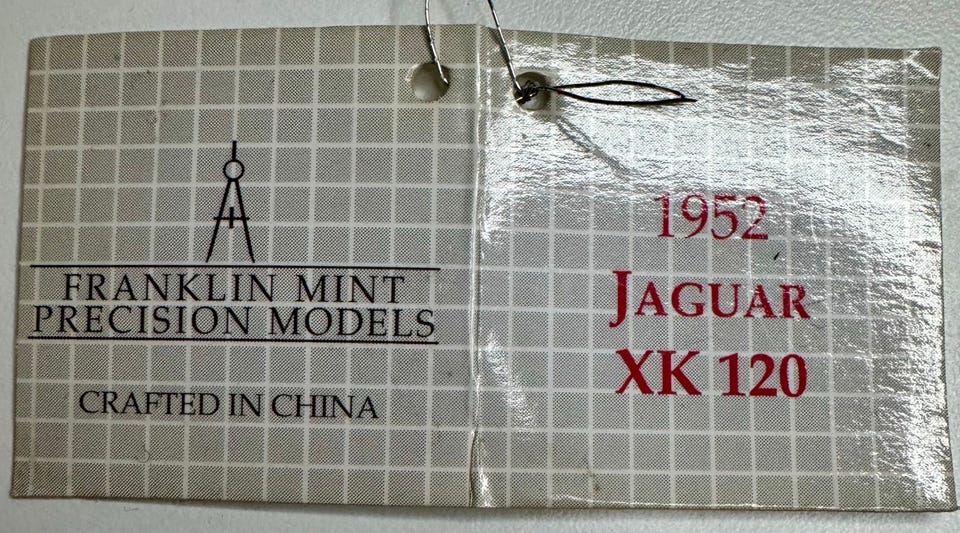 FRANKLIN MINT
PRECISION MODELS
CRAFTED IN CHINA
1952
JAGUAR
XK 120